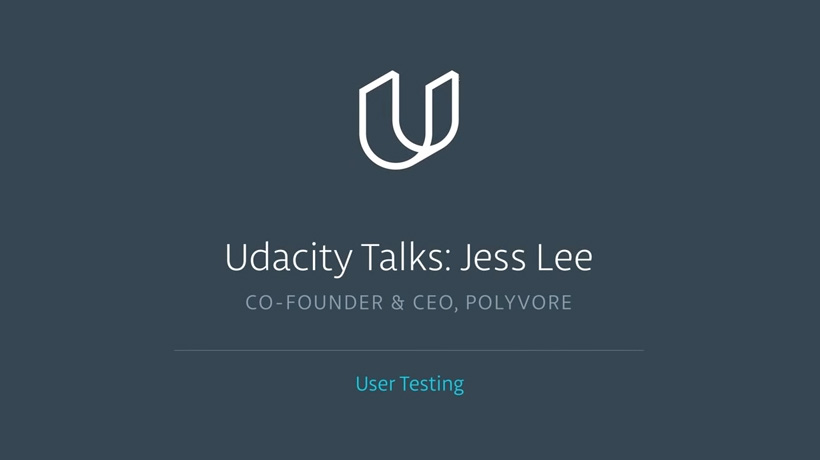 Udacity Talks: Jess Lee
CO-FOUNDER & CEO, POLYVORE
User Testing